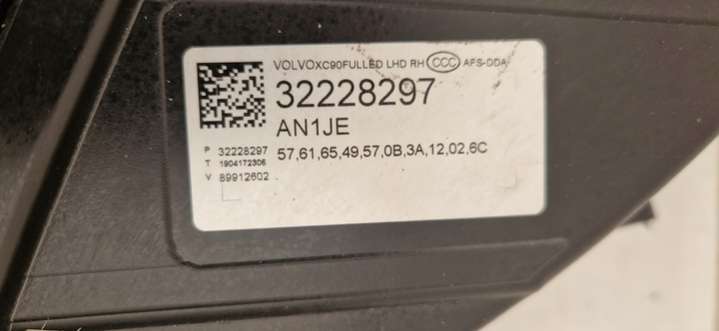 VOLVOXC90FULLED LHD RH CCC AFS-DDA
32228297
AN1JE
P 32228297
57,61,65,49,57,0B,3A,12,02,6C
T 1904172306
V 89912602